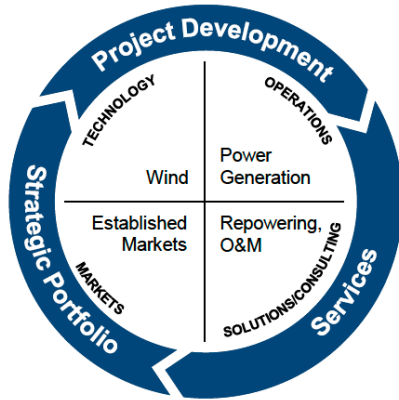 Project Development
TECHNOLOGY
OPERATIONS
Wind
Power
Generation
Established
Markets
Repowering,
O&M
MARKETS
SOLUTIONS/CONSULTING
Strategic Portfolio
Services